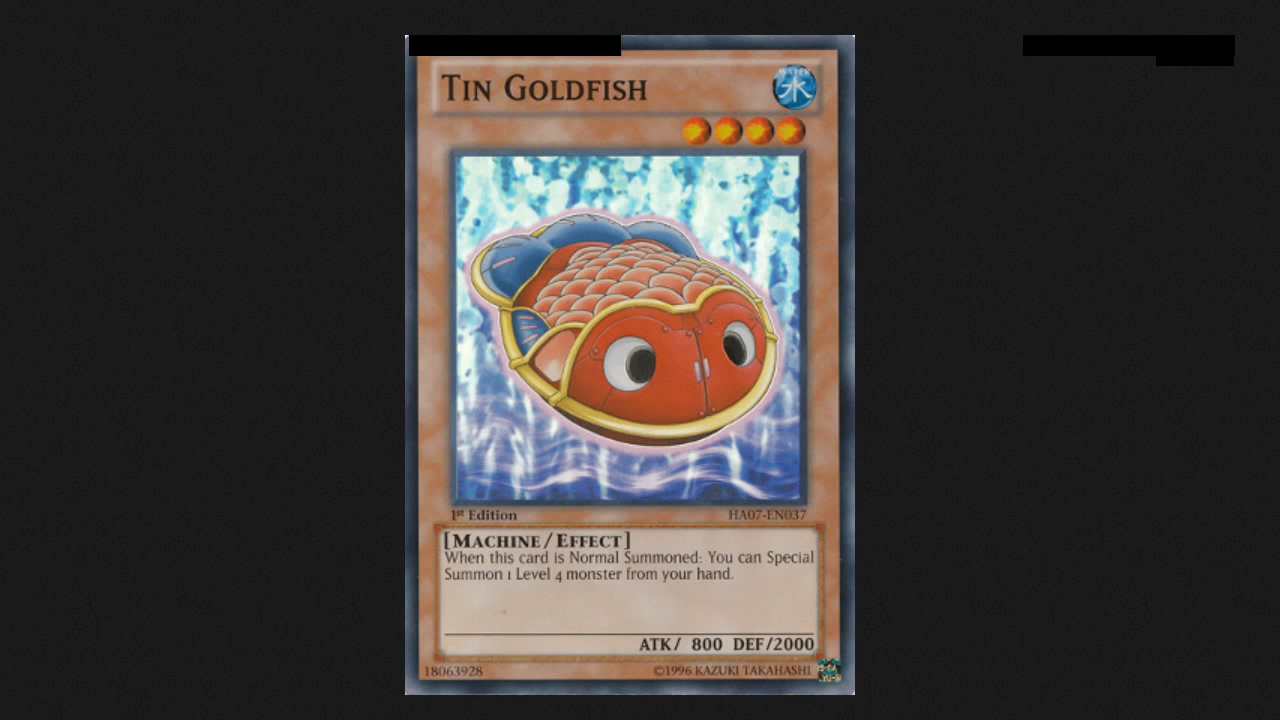 Tin Goldfish
WATER
水
1st Edition
HA07-EN037
[Machine/Effect]
When this card is Normal Summoned: You can Special
Summon 1 Level 4 monster from your hand.
ATK/ 800 DEF/2000
18063928
©1996 KAZUKI TAKAHASHI